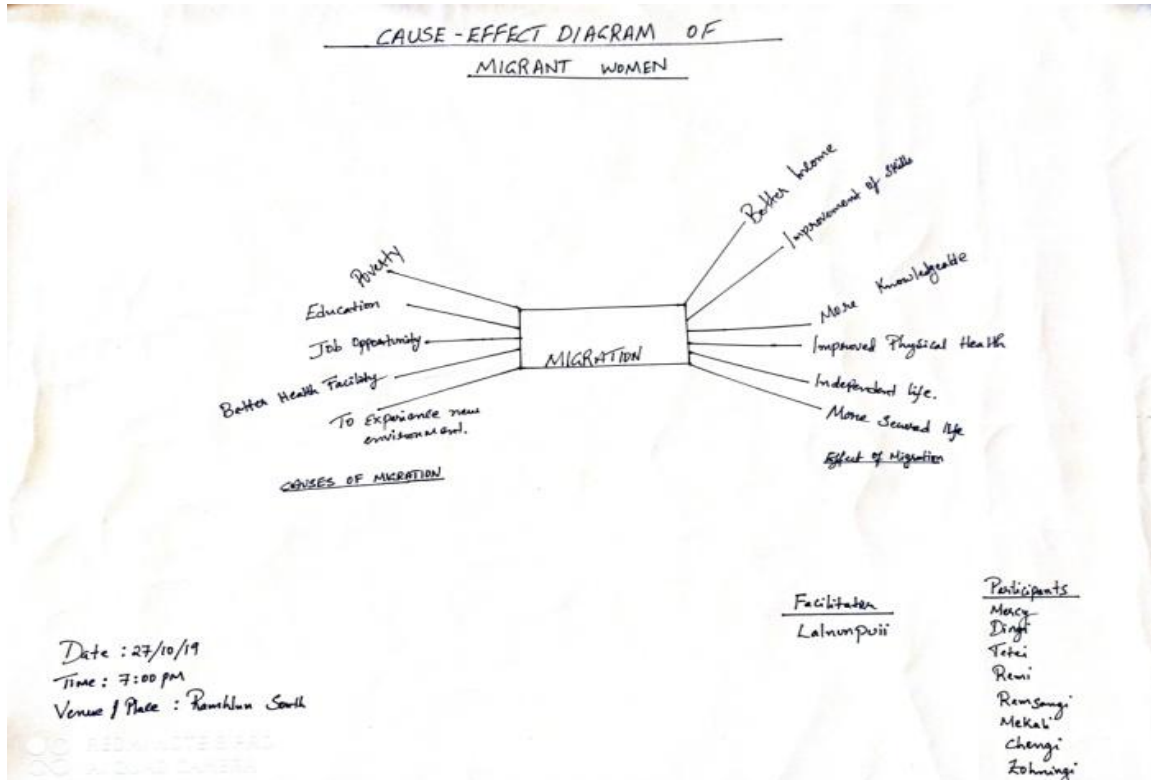 CAUSE-EFFECT DIAGRAM OF
MIGRANT WOMEN
Poverty
Education
Job Opportunity
Better Health Facility
To Experience new
environment.
CAUSES OF MIGRATION
MIGRATION
Better Income
Improvement of skills
More Knowledgeable
Improved Physical Health
Independent life.
More secured life
Effect of Migration
Date : 27/10/19
Time : 7:00 PM
Venue / Place : Ramhlun South
Facilitator
Lalnunpuii
Participants
Mercy
Dingi
Tetei
Remi
Ramsangi
Mekali
Chengi
Zohmingi